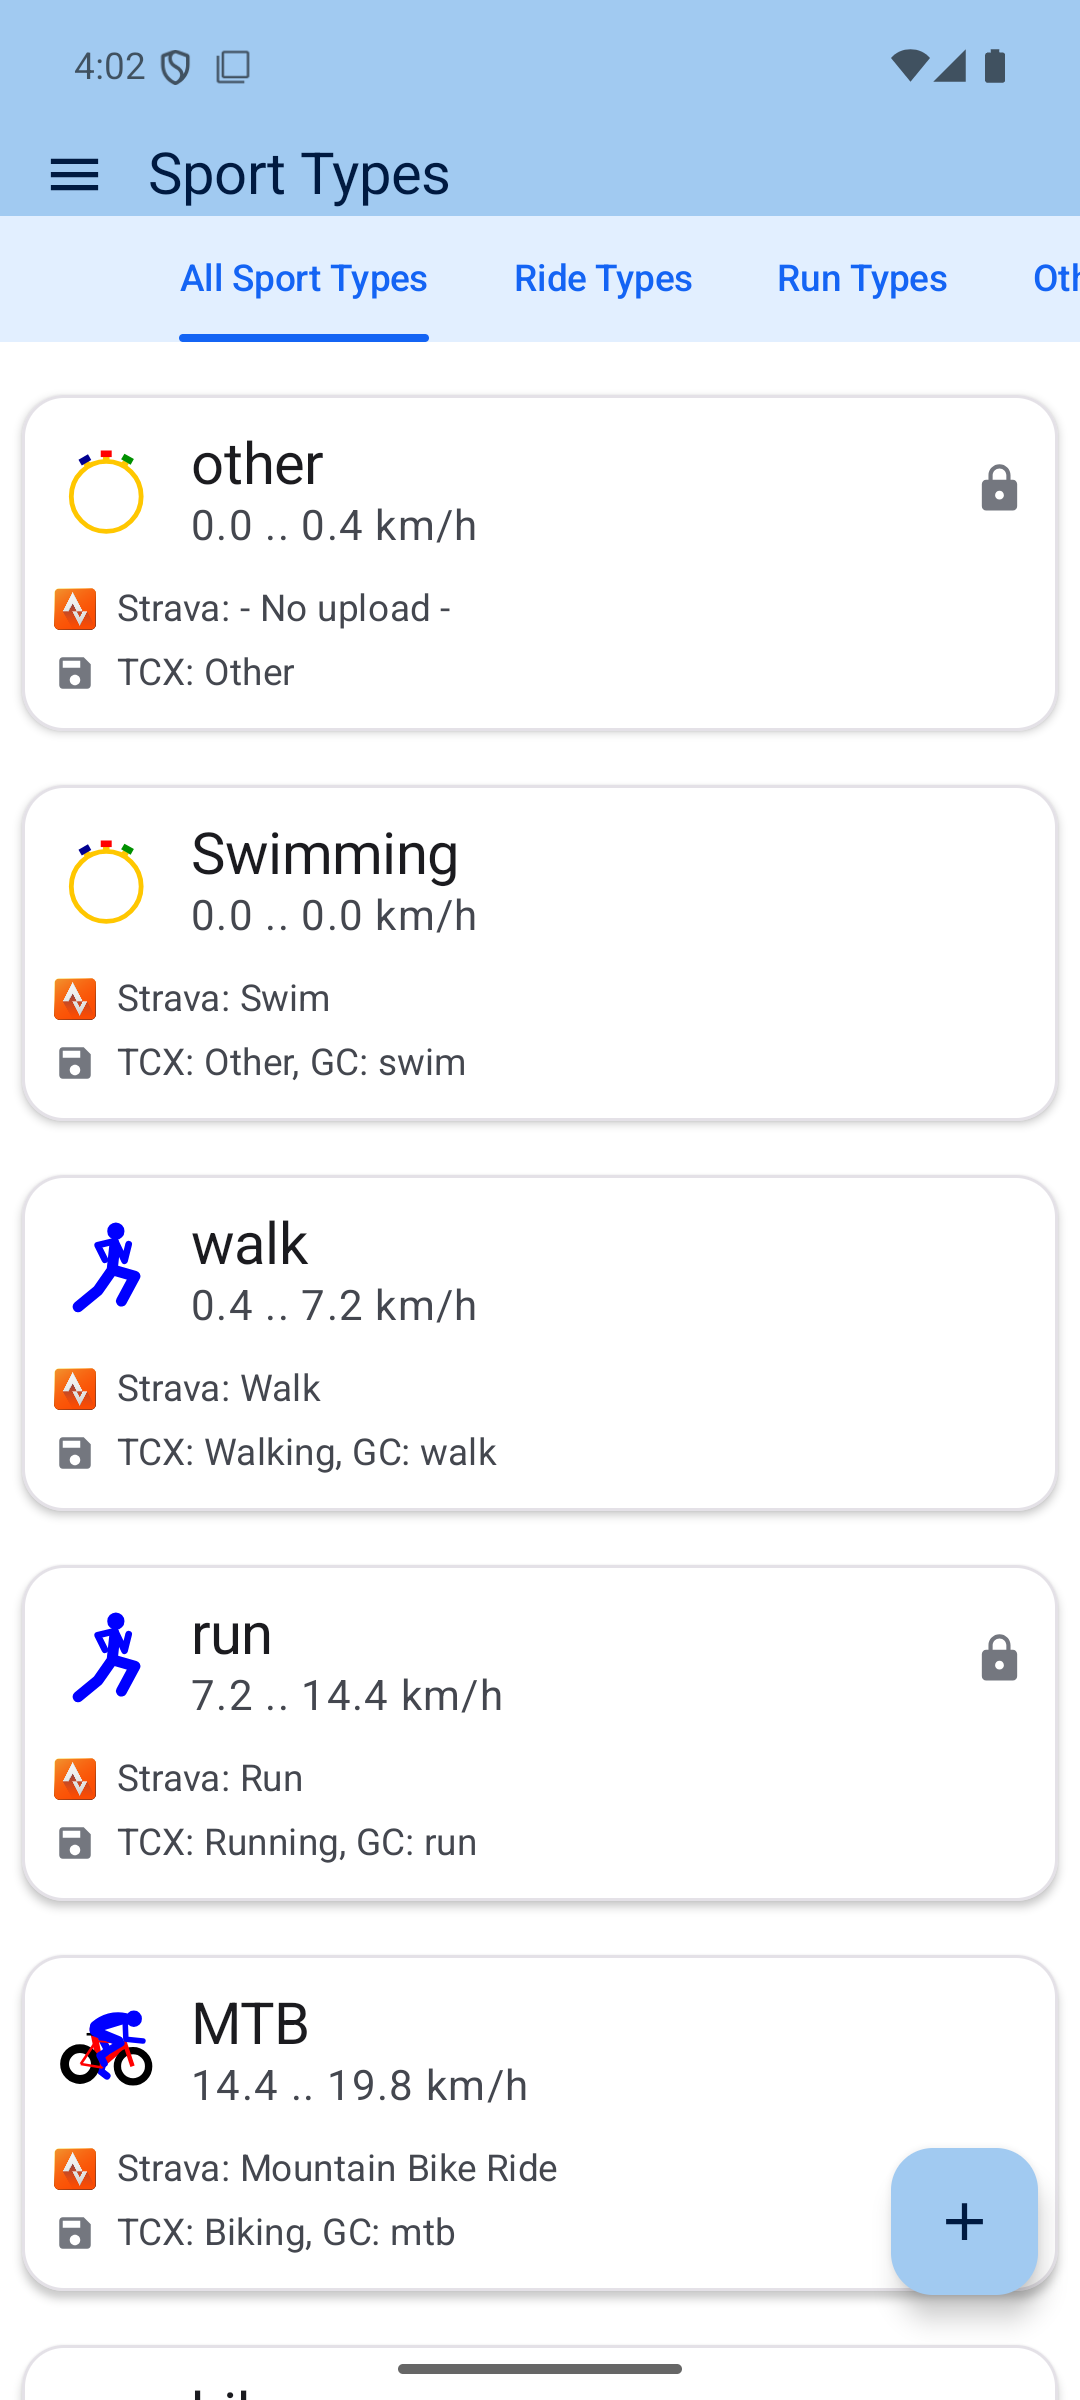 4:02
Sport Types
All Sport Types Ride Types Run Types
other
0.0 .. 0.4 km/h
Strava: - No upload -
TCX: Other
Swimming
0.0 .. 0.0 km/h
Strava: Swim
TCX: Other, GC: swim
walk
0.4 .. 7.2 km/h
Strava: Walk
TCX: Walking, GC: walk
run
7.2 .. 14.4 km/h
Strava: Run
TCX: Running, GC: run
MTB
14.4 .. 19.8 km/h
Strava: Mountain Bike Ride
TCX: Biking, GC: mtb